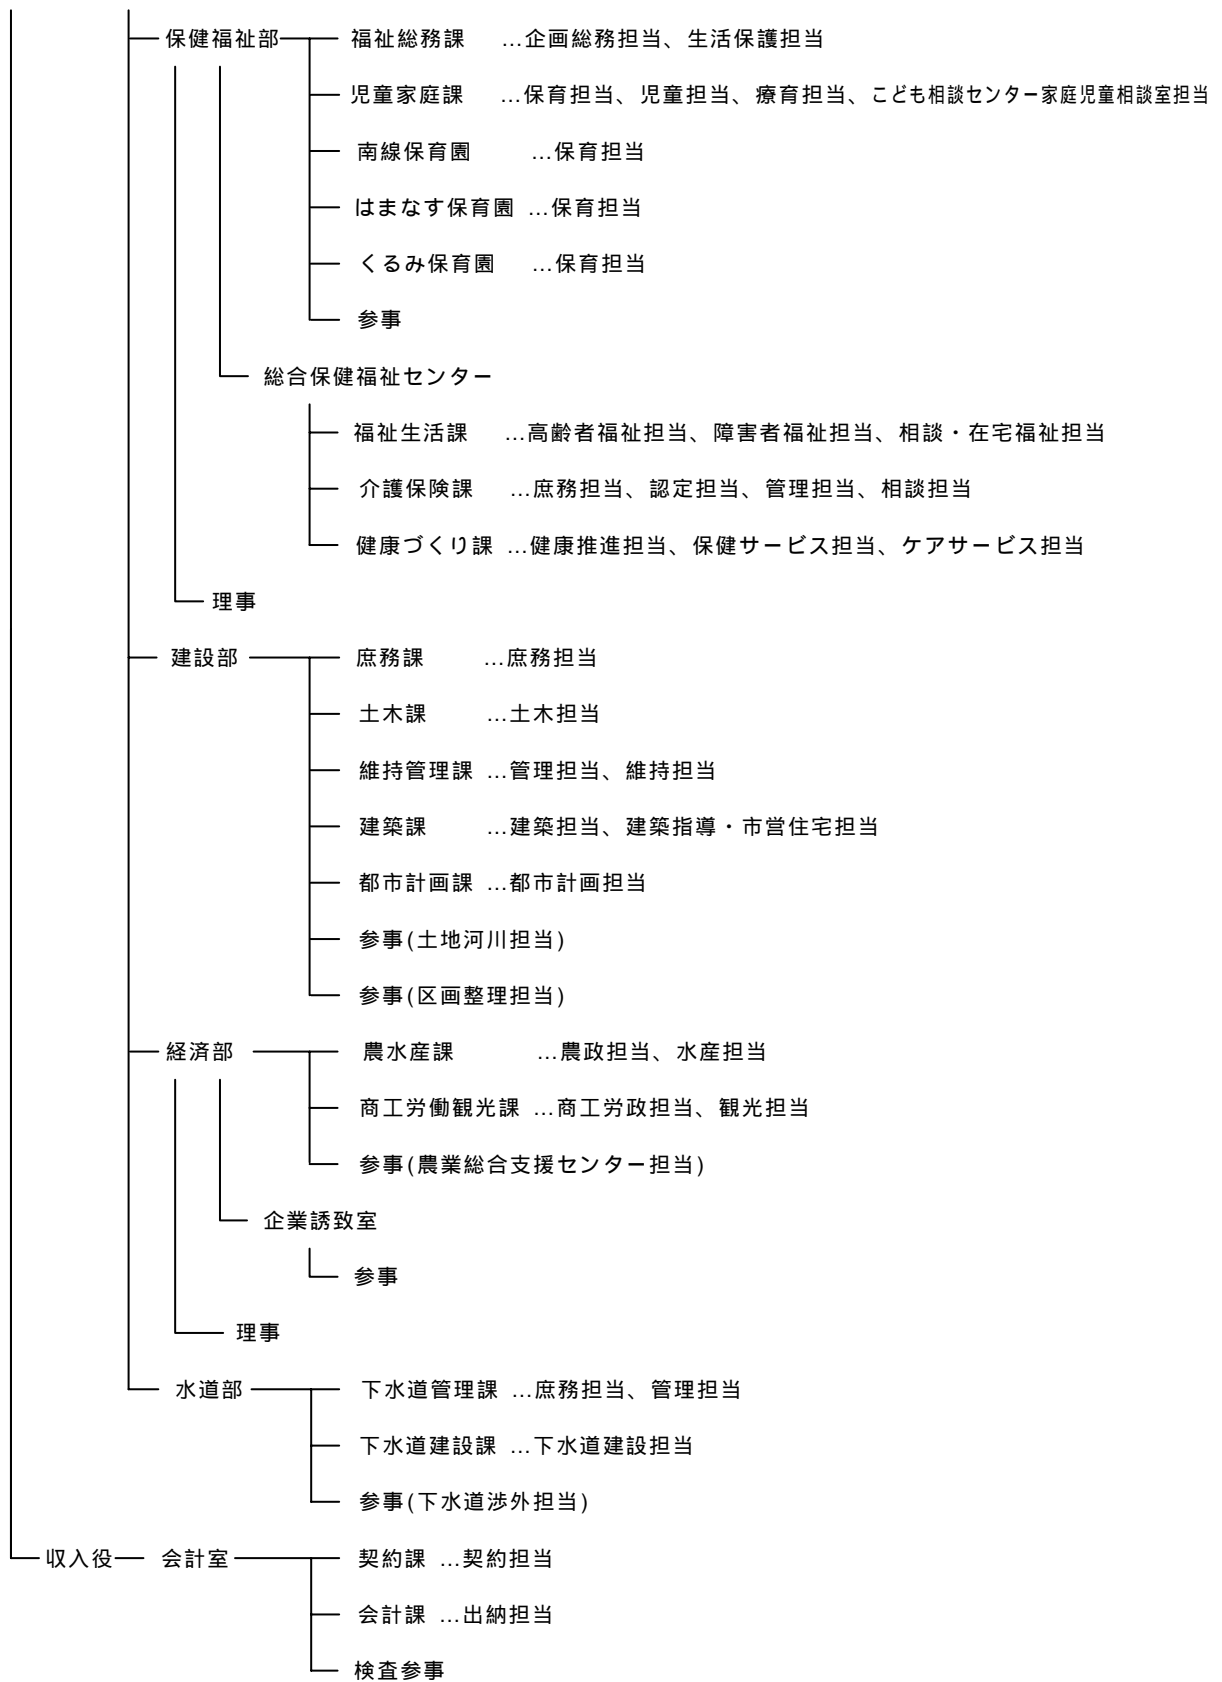 保健福祉部 福祉総務課 …企画総務担当、生活保護担当
児童家庭課 …保育担当、児童担当、療育担当、こども相談センター家庭児童相談室担当
南線保育園 …保育担当
はまなす保育園 …保育担当
くるみ保育園 …保育担当
参事
総合保健福祉センター
福祉生活課 …高齢者福祉担当、障害者福祉担当、相談・在宅福祉担当
介護保険課 …庶務担当、認定担当、管理担当、相談担当
健康づくり課 …健康推進担当、保健サービス担当、ケアサービス担当
理事
建設部 庶務課 …庶務担当
土木課 …土木担当
維持管理課 …管理担当、維持担当
建築課 …建築担当、建築指導・市営住宅担当
都市計画課 …都市計画担当
参事(土地河川担当)
参事(区画整理担当)
経済部 農水産課 …農政担当、水産担当
商工労働観光課 …商工労政担当、観光担当
参事(農業総合支援センター担当)
企業誘致室
参事
理事
水道部 下水道管理課 …庶務担当、管理担当
下水道建設課 …下水道建設担当
参事(下水道渉外担当)
収入役 会計室 契約課 …契約担当
会計課 …出納担当
検査参事